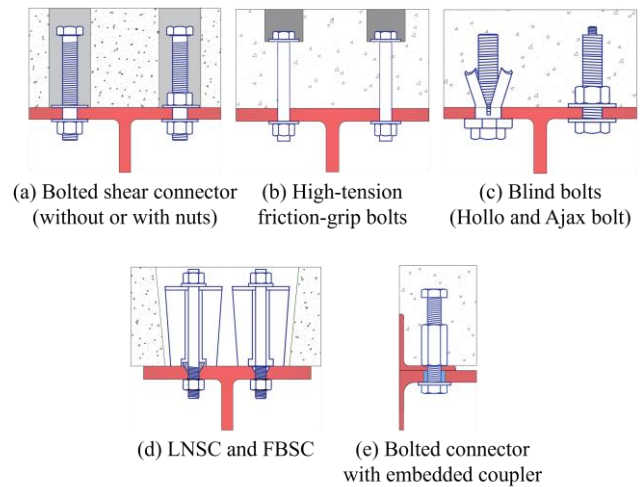 (a) Bolted shear connector
(without or with nuts)
(b) High-tension
friction-grip bolts
(c) Blind bolts
(Hollo and Ajax bolt)
(d) LNSC and FBSC
(e) Bolted connector
with embedded coupler